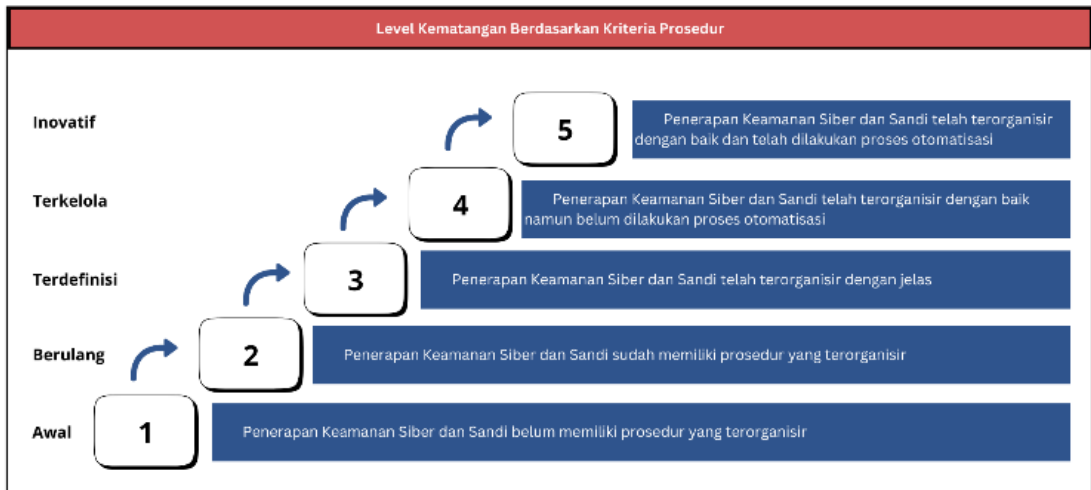 Level Kematangan Berdasarkan Kriteria Prosedur
Inovatif
5
Penerapan Keamanan Siber dan Sandi telah terorganisir
dengan baik dan telah dilakukan proses otomatisasi
Terkelola
4
Penerapan Keamanan Siber dan Sandi telah terorganisir dengan baik
namun belum dilakukan proses otomatisasi
Terdefinisi
3
Penerapan Keamanan Siber dan Sandi telah terorganisir dengan jelas
Berulang
2
Penerapan Keamanan Siber dan Sandi sudah memiliki prosedur yang terorganisir
Awal
1
Penerapan Keamanan Siber dan Sandi belum memiliki prosedur yang terorganisir